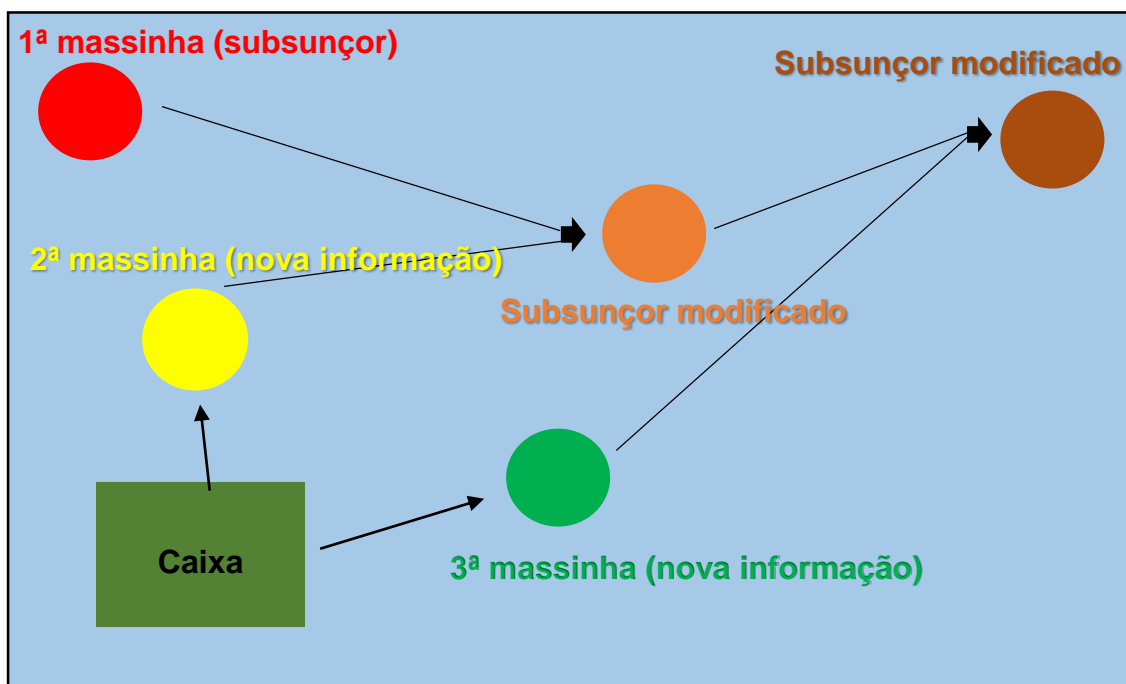 1ª massinha (subsunçor)
Subsunçor modificado
2ª massinha (nova informação)
Subsunçor modificado
Caixa
3ª massinha (nova informação)